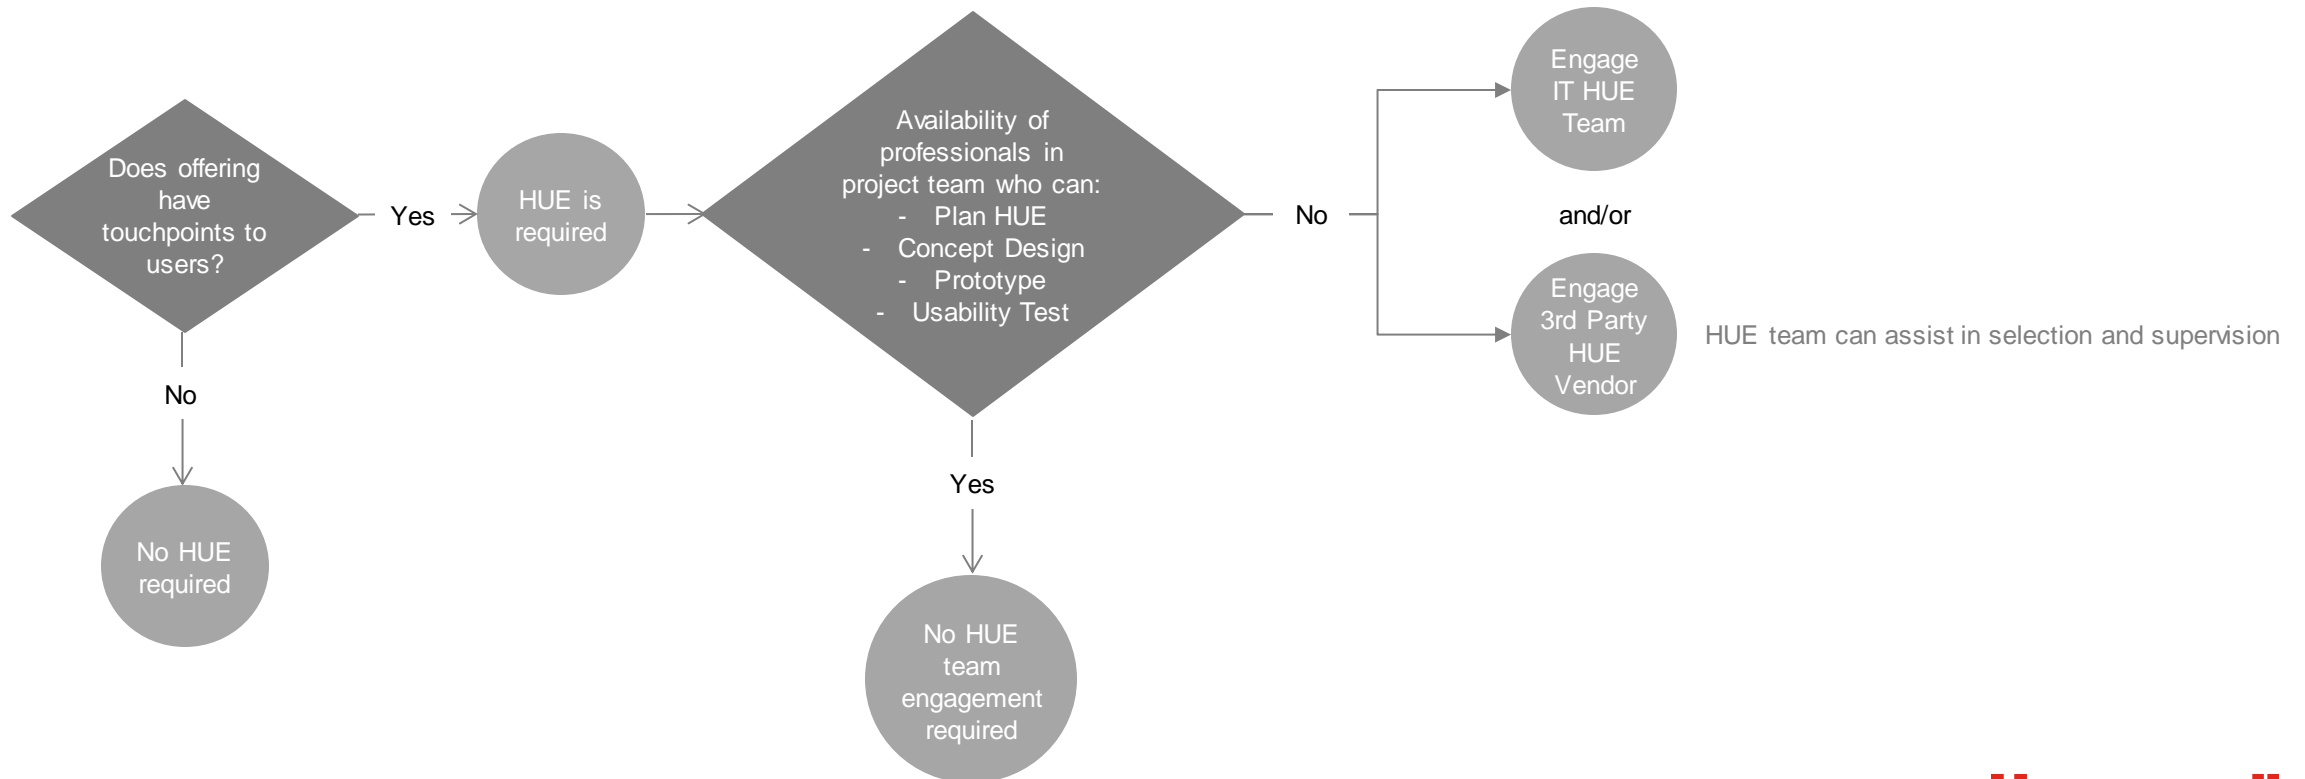 Does offering
have
touchpoints to
users?
Yes
HUE is
required
No
No HUE
required
Availability of
professionals in
project team who can:
- Plan HUE
- Concept Design
- Prototype
- Usability Test
Yes
No HUE
team
engagement
required
No
Engage
IT HUE
Team
and/or
Engage
3rd Party
HUE
Vendor
HUE team can assist in selection and supervision